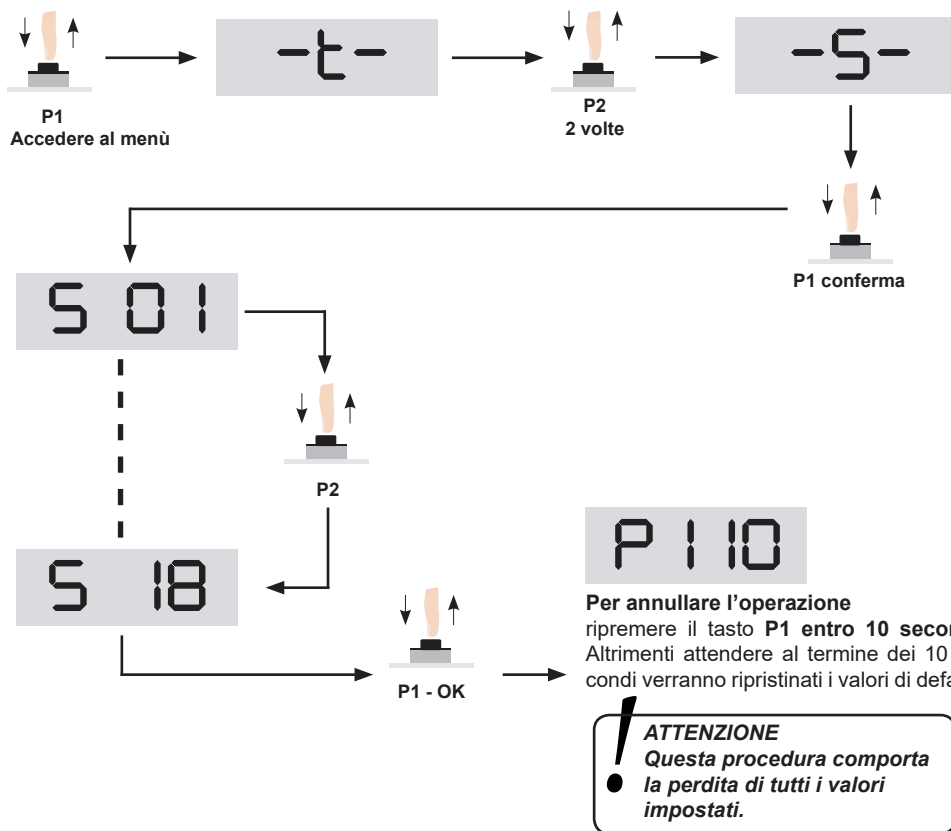 -t-
-S-
P1
Accedere al menù
P2
2 volte
P1 conferma
S 01
P2
S 18
P1 - OK
P110
Per annullare l’operazione
ripremere il tasto P1 entro 10
Altrimenti attendere al termine dei 10
condi verranno ripristinati i valori di
ATTENZIONE
Questa procedura comporta
la perdita di tutti i valori
impostati.